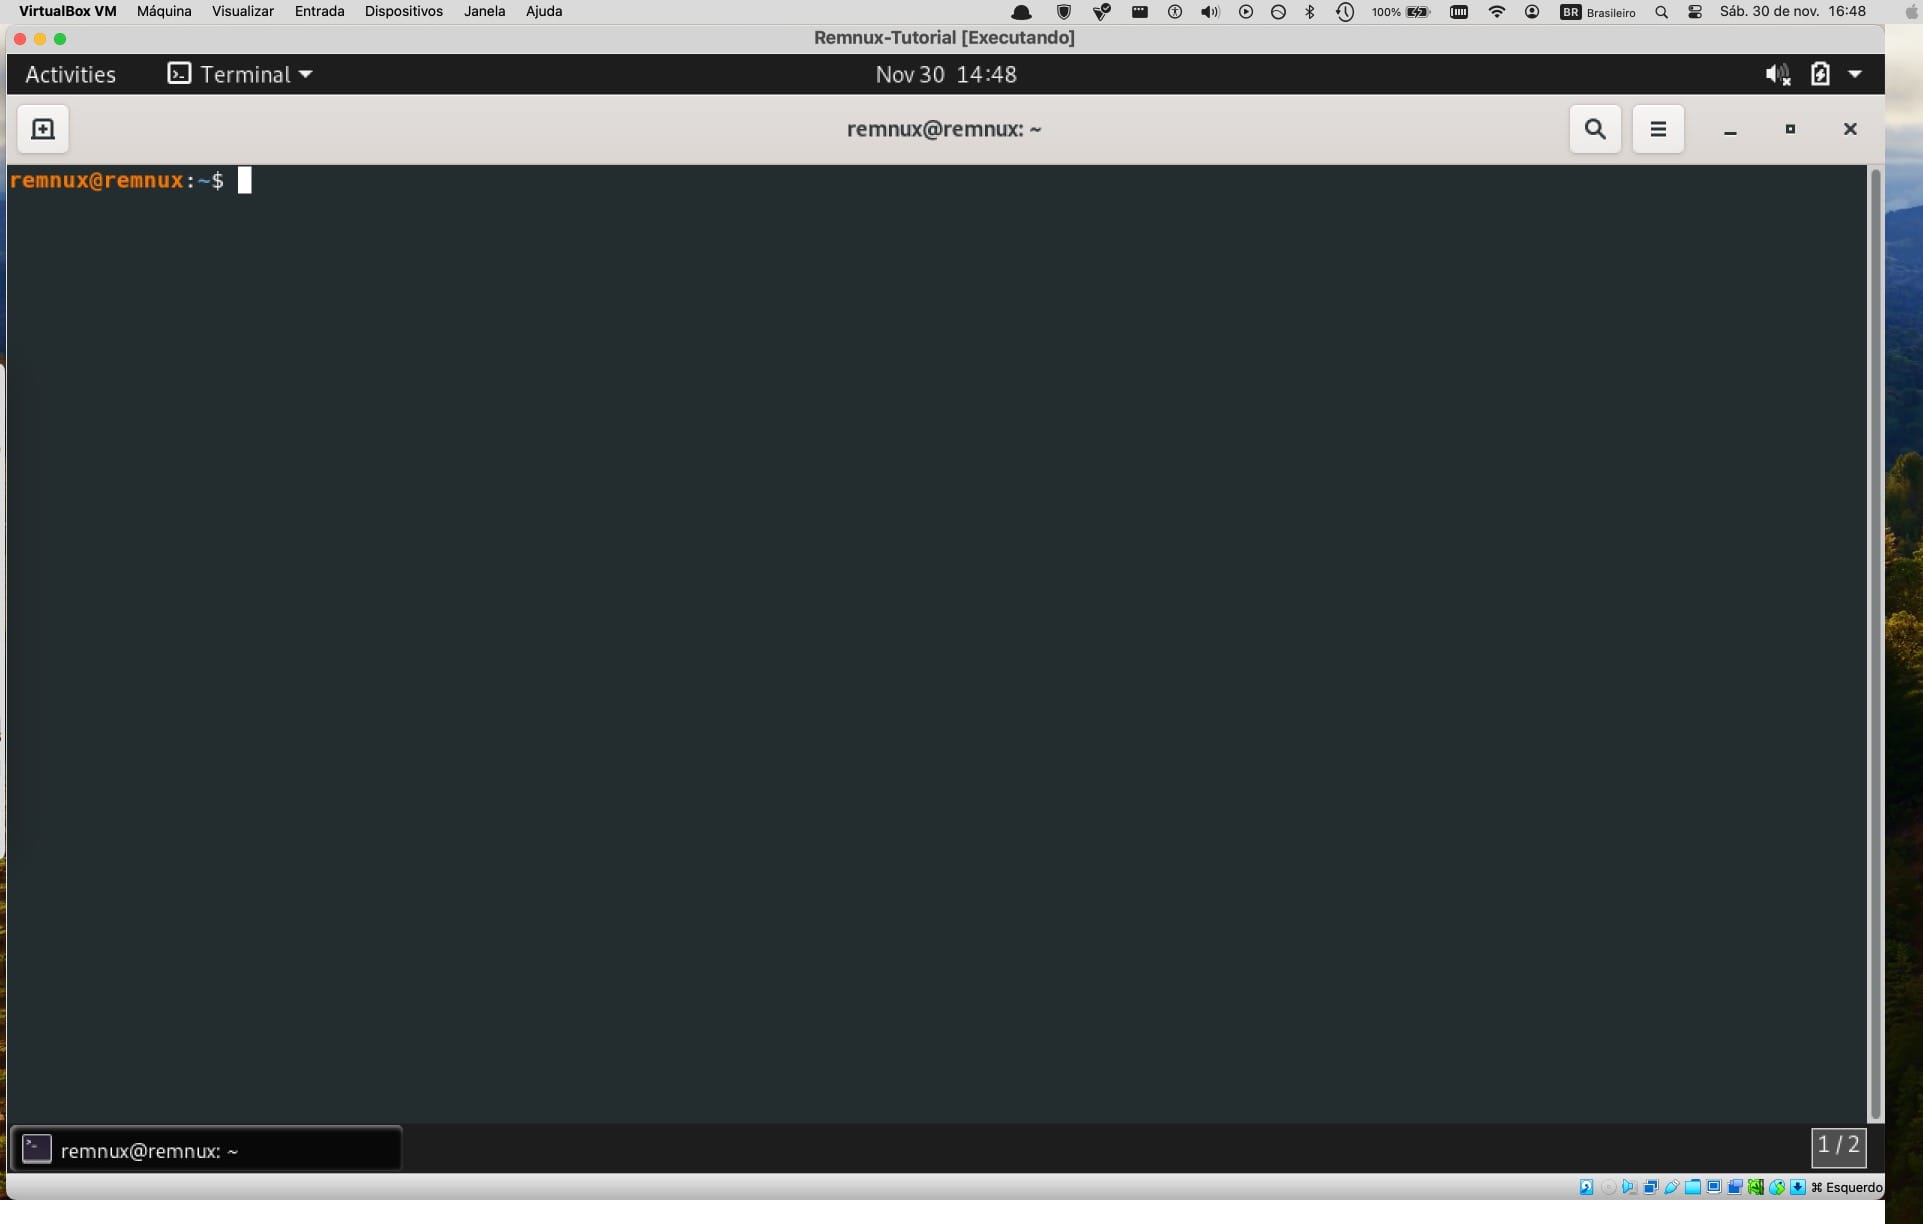 VirtualBox VM Máquina Visualizar Entrada Dispositivos Janela Ajuda 100% BR Brasileiro Sáb. 30 de nov. 16:48
Remnux-Tutorial [Executando]
Activities Terminal Nov 30 14:48
remnux@remnux: ~
remnux@remnux:~$
remnux@remnux: ~ 1 / 2
⌘ Esquerdo